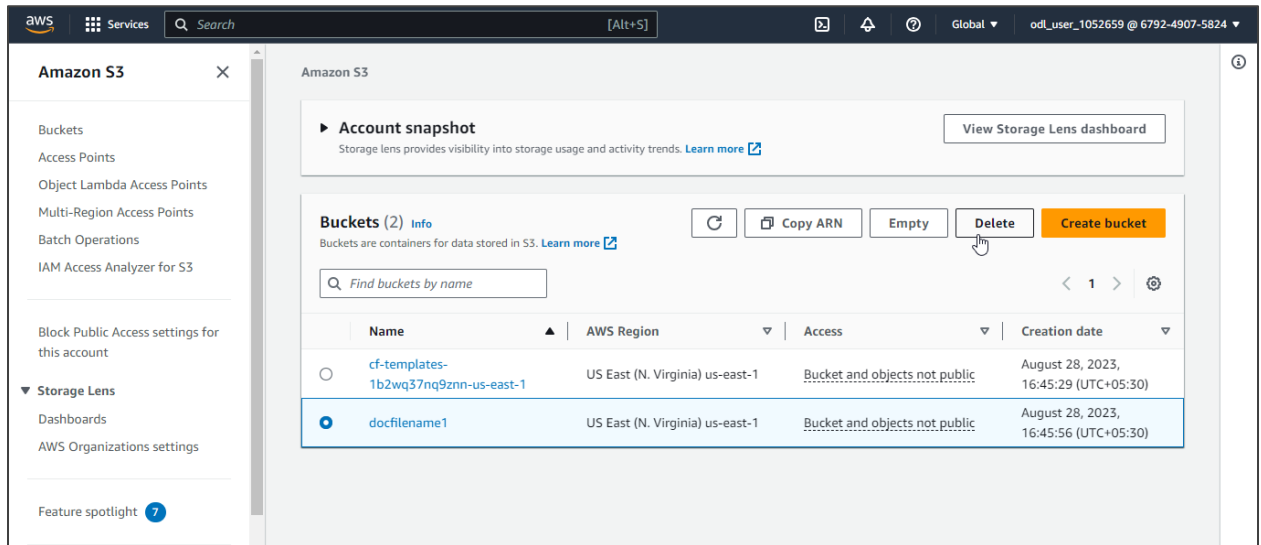 aws Services Search [Alt+S] Global ▼ odl_user_1052659 @ 6792-4907-5824 ▼
Amazon S3
Buckets
Access Points
Object Lambda Access Points
Multi-Region Access Points
Batch Operations
IAM Access Analyzer for S3
Block Public Access settings for
this account
▼ Storage Lens
Dashboards
AWS Organizations settings
Feature spotlight 7
Amazon S3
Account snapshot
Storage lens provides visibility into storage usage and activity trends. Learn more
View Storage Lens dashboard
Buckets (2) Info
Buckets are containers for data stored in S3. Learn more
Copy ARN Empty Delete Create bucket
Find buckets by name
1
Name AWS Region Access Creation date
cf-templates-
1b2wq37nq9znn-us-east-1
US East (N. Virginia) us-east-1
Bucket and objects not public
August 28, 2023,
16:45:29 (UTC+05:30)
docfilename1
US East (N. Virginia) us-east-1
Bucket and objects not public
August 28, 2023,
16:45:56 (UTC+05:30)